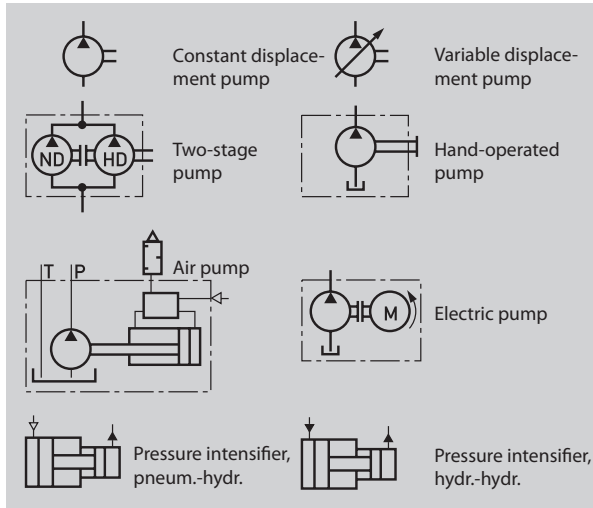 Constant displace-
ment pump
Variable displace-
ment pump
ND
HD
Two-stage
pump
Hand-operated
pump
T
P
Air pump
M
Electric pump
Pressure intensifier,
pneum.-hydr.
Pressure intensifier,
hydr.-hydr.